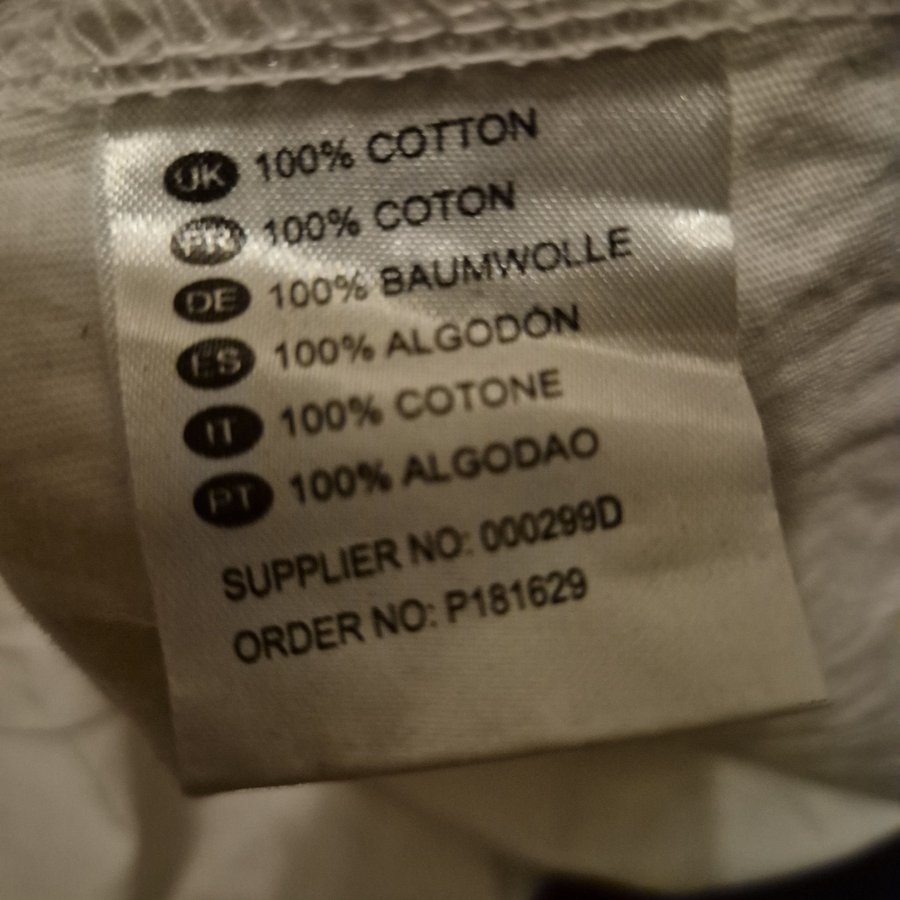 UK 100% COTTON
FR 100% COTON
DE 100% BAUMWOLLE
ES 100% ALGODÓN
IT 100% COTONE
PT 100% ALGODAO
SUPPLIER NO: 000299D
ORDER NO: P181629